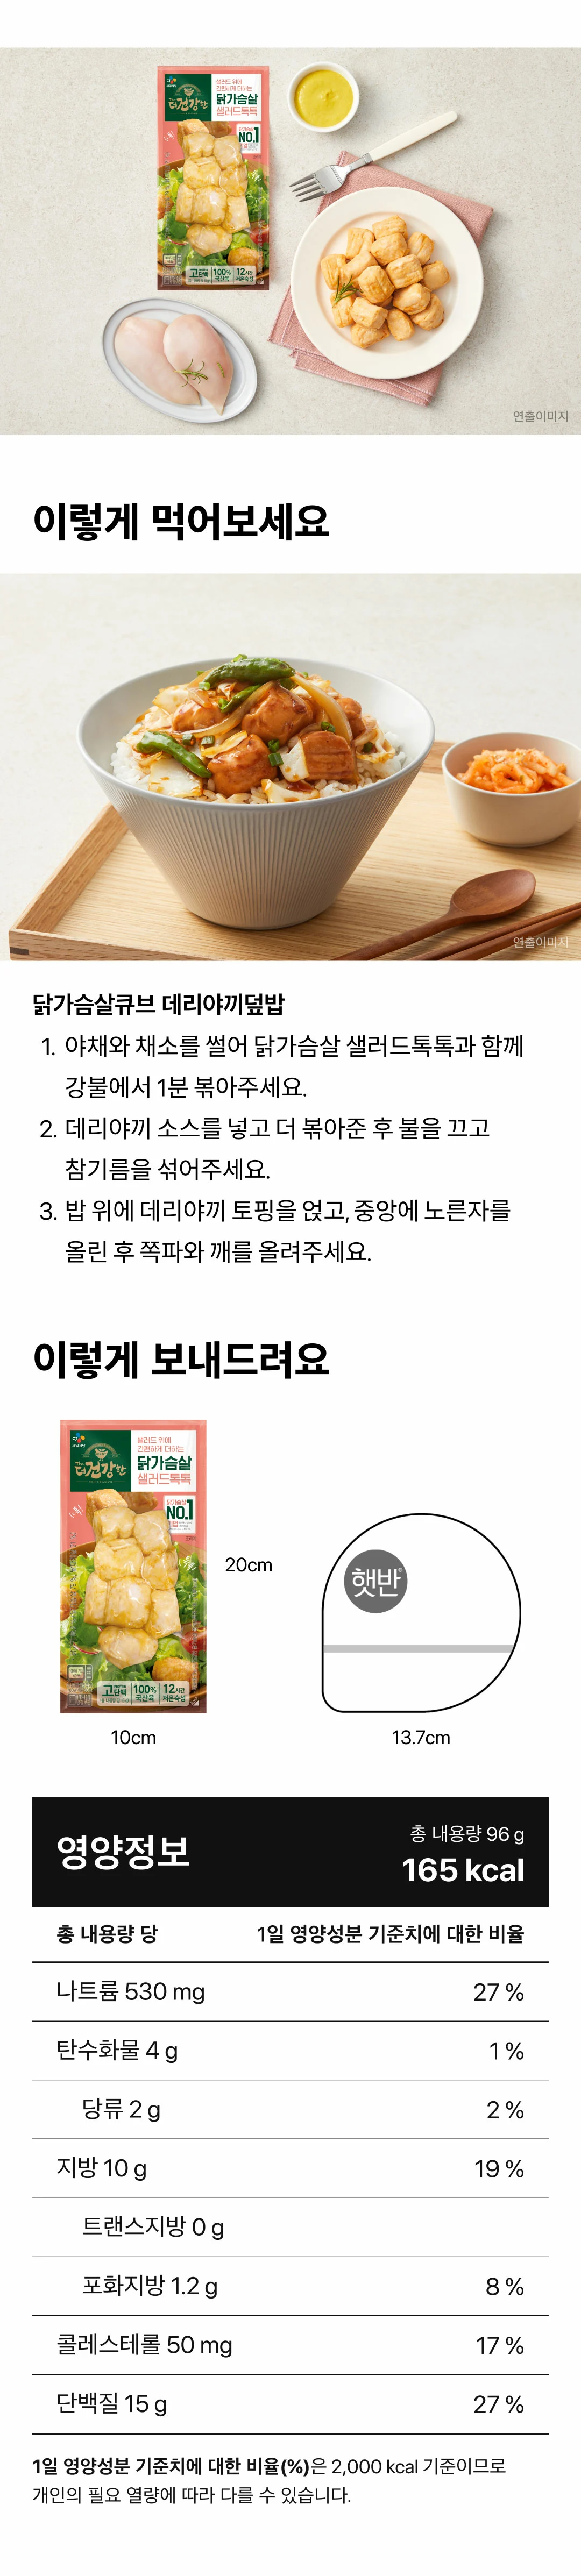 CJ
제일제당
더건강한
샐러드 위에
간편하게 더하는
닭가슴살
샐러드톡톡
NO.1
고단백
100%
국산육
12시간
저온숙성
연출이미지
이렇게 먹어보세요
연출이미지
닭가슴살큐브 데리야끼덮밥
1. 야채와 채소를 썰어 닭가슴살 샐러드톡톡과 함께
강불에서 1분 볶아주세요.
2. 데리야끼 소스를 넣고 더 볶아준 후 불을 끄고
참기름을 섞어주세요.
3. 밥 위에 데리야끼 토핑을 얹고, 중앙에 노른자를
올린 후 쪽파와 깨를 올려주세요.
이렇게 보내드려요
CJ
제일제당
더건강한
샐러드 위에
간편하게 더하는
닭가슴살
샐러드톡톡
닭가슴살
NO.1
고단백
100%
국산육
12시간
저온숙성
20cm
10cm
햇반
13.7cm
영양정보
총 내용량 96 g
165 kcal
총 내용량 당 1일 영양성분 기준치에 대한 비율
나트륨 530 mg 27 %
탄수화물 4 g 1 %
당류 2 g 2 %
지방 10 g 19 %
트랜스지방 0 g
포화지방 1.2 g 8 %
콜레스테롤 50 mg 17 %
단백질 15 g 27 %
1일 영양성분 기준치에 대한 비율(%)은 2,000 kcal 기준이므로
개인의 필요 열량에 따라 다를 수 있습니다.